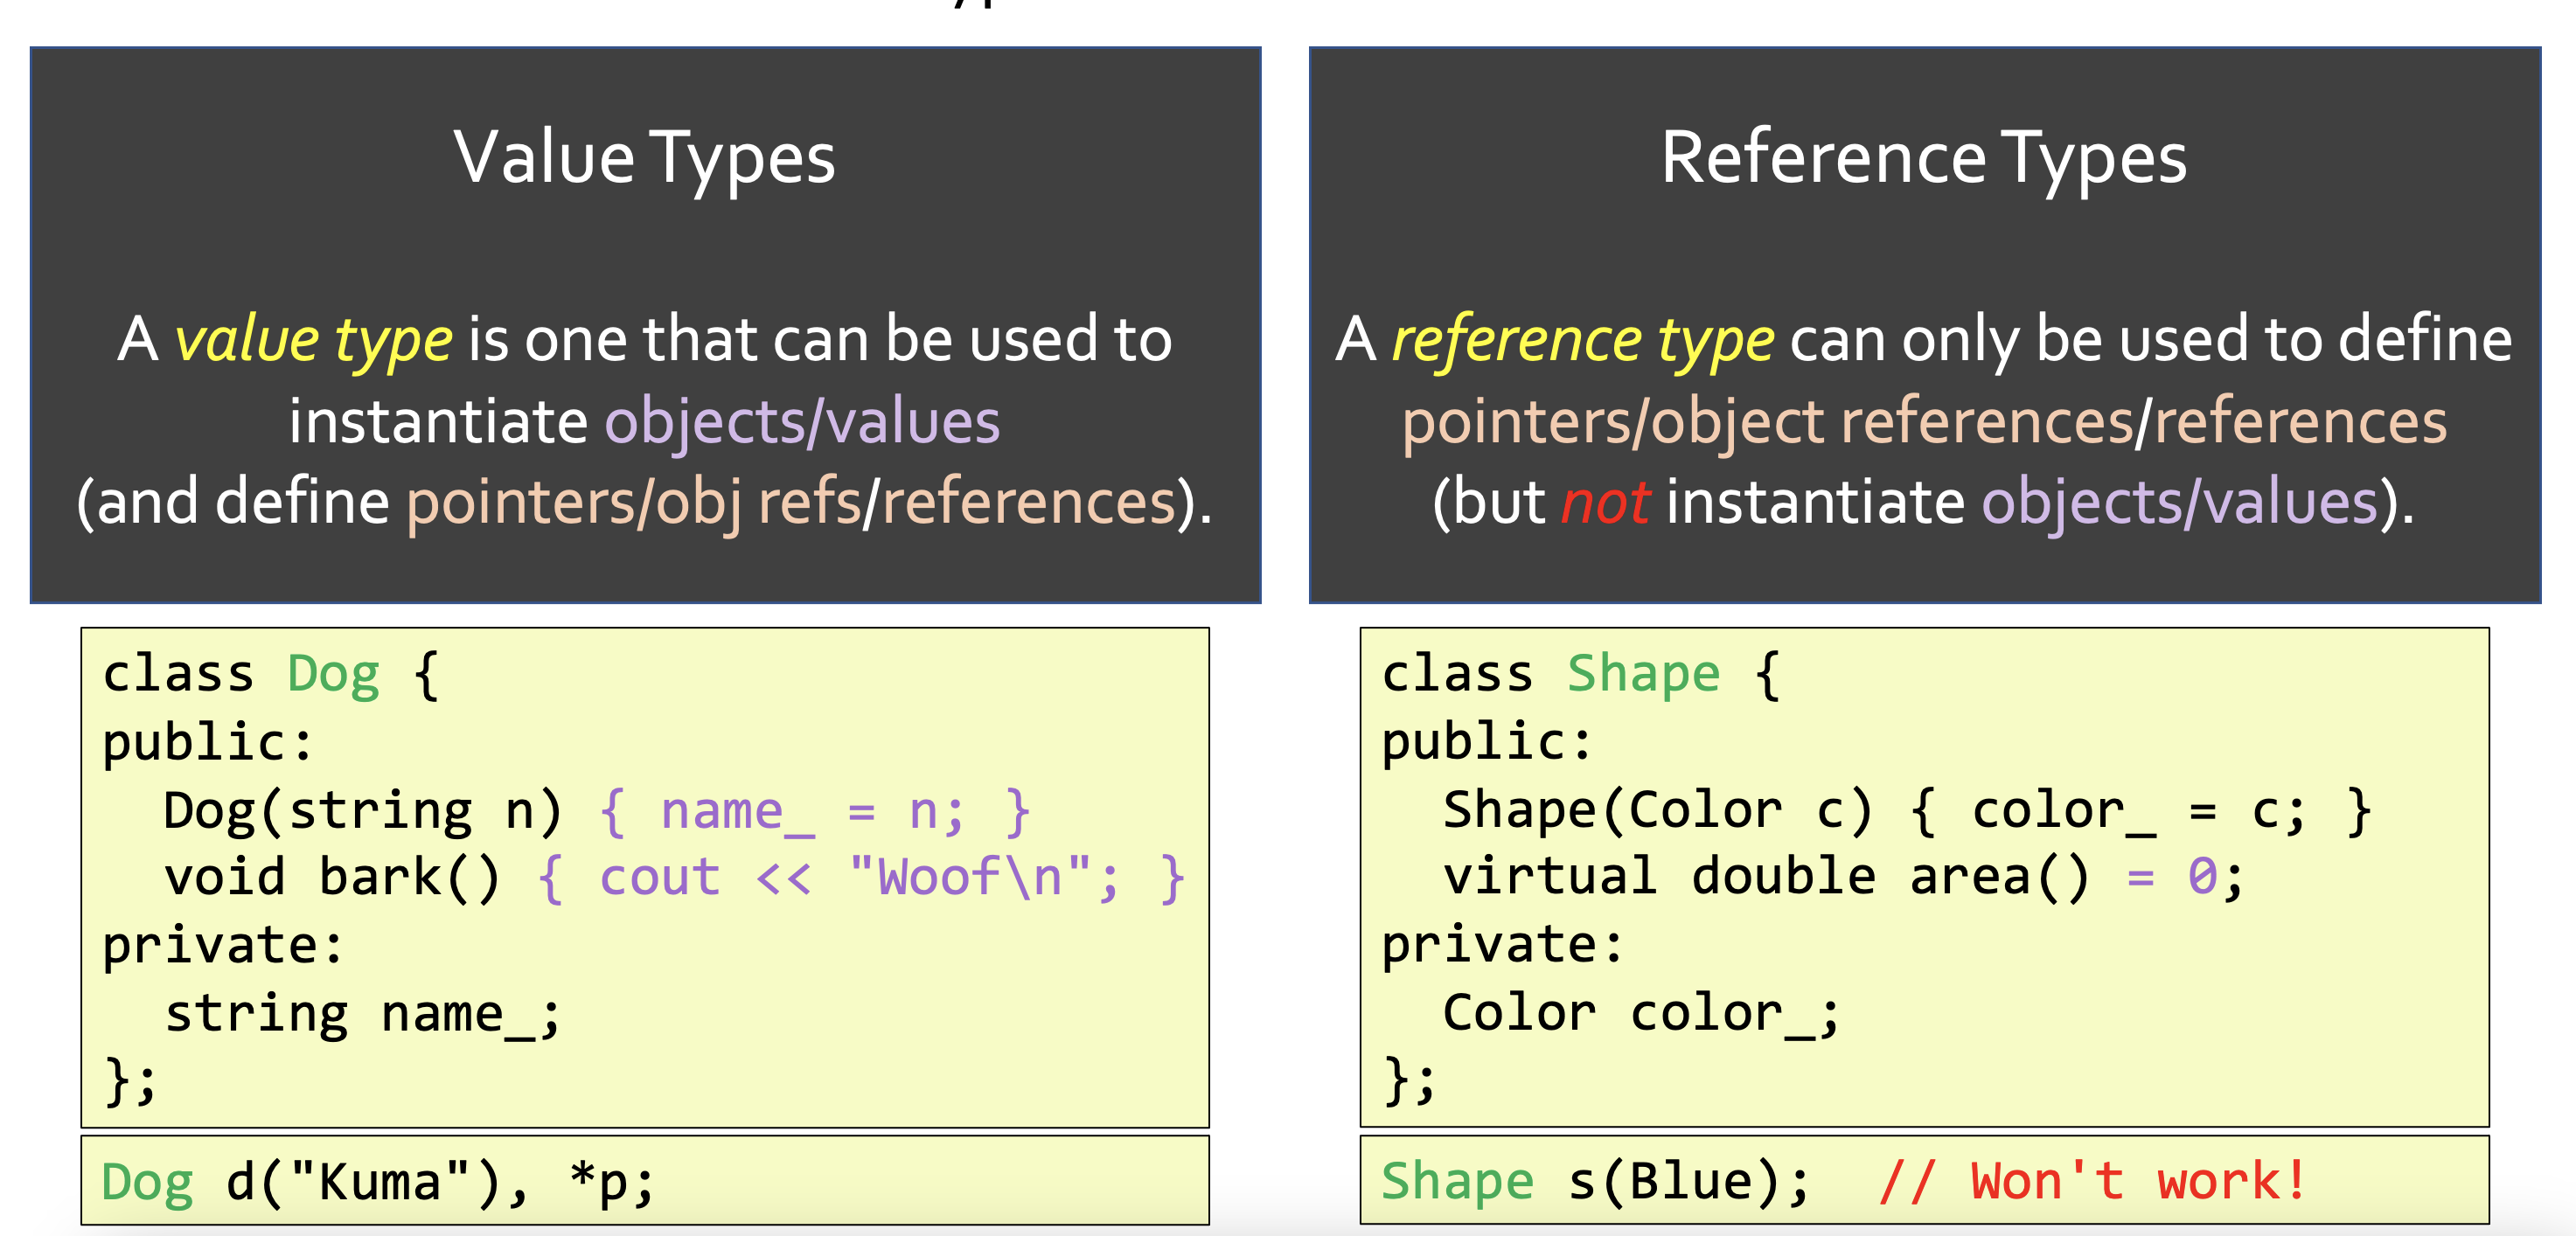 Value Types
A value type is one that can be used to
instantiate objects/values
(and define pointers/obj refs/references).
class Dog {
public:
  Dog(string n) { name_ = n; }
  void bark() { cout << "Woof\n"; }
private:
  string name_;
};
Dog d("Kuma"), *p;
Reference Types
A reference type can only be used to define
pointers/object references/references
(but not instantiate objects/values).
class Shape {
public:
  Shape(Color c) { color_ = c; }
  virtual double area() = 0;
private:
  Color color_;
};
Shape s(Blue);  // Won't work!